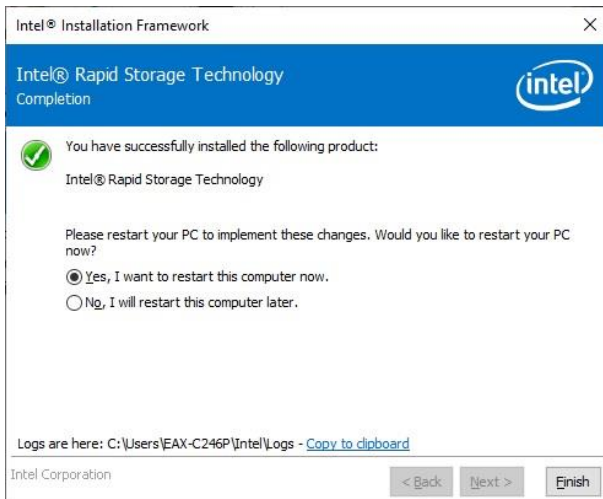 Intel® Installation Framework
Intel® Rapid Storage Technology
Completion
intel
You have successfully installed the following product:
Intel® Rapid Storage Technology
Please restart your PC to implement these changes. Would you like to restart your PC
now?
Yes, I want to restart this computer now.
No, I will restart this computer later.
Logs are here: C:\Users\EAX-C246P\Intel\Logs - Copy to clipboard
Intel Corporation
< Back Next > Finish